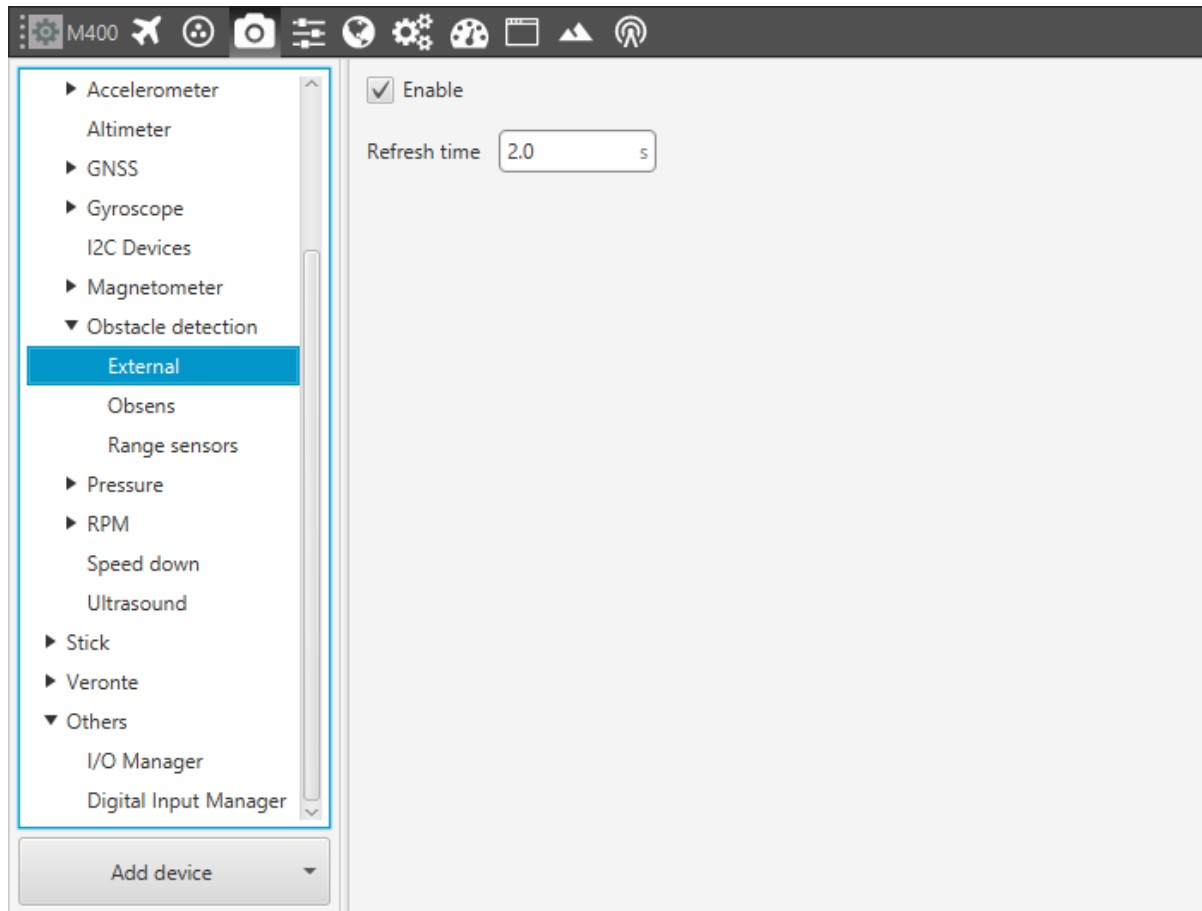 M400
Accelerometer
Altimeter
GNSS
Gyroscope
I2C Devices
Magnetometer
Obstacle detection
External
Obsens
Range sensors
Pressure
RPM
Speed down
Ultrasound
Stick
Veronte
Others
I/O Manager
Digital Input Manager
Add device
Enable
Refresh time 2.0 s